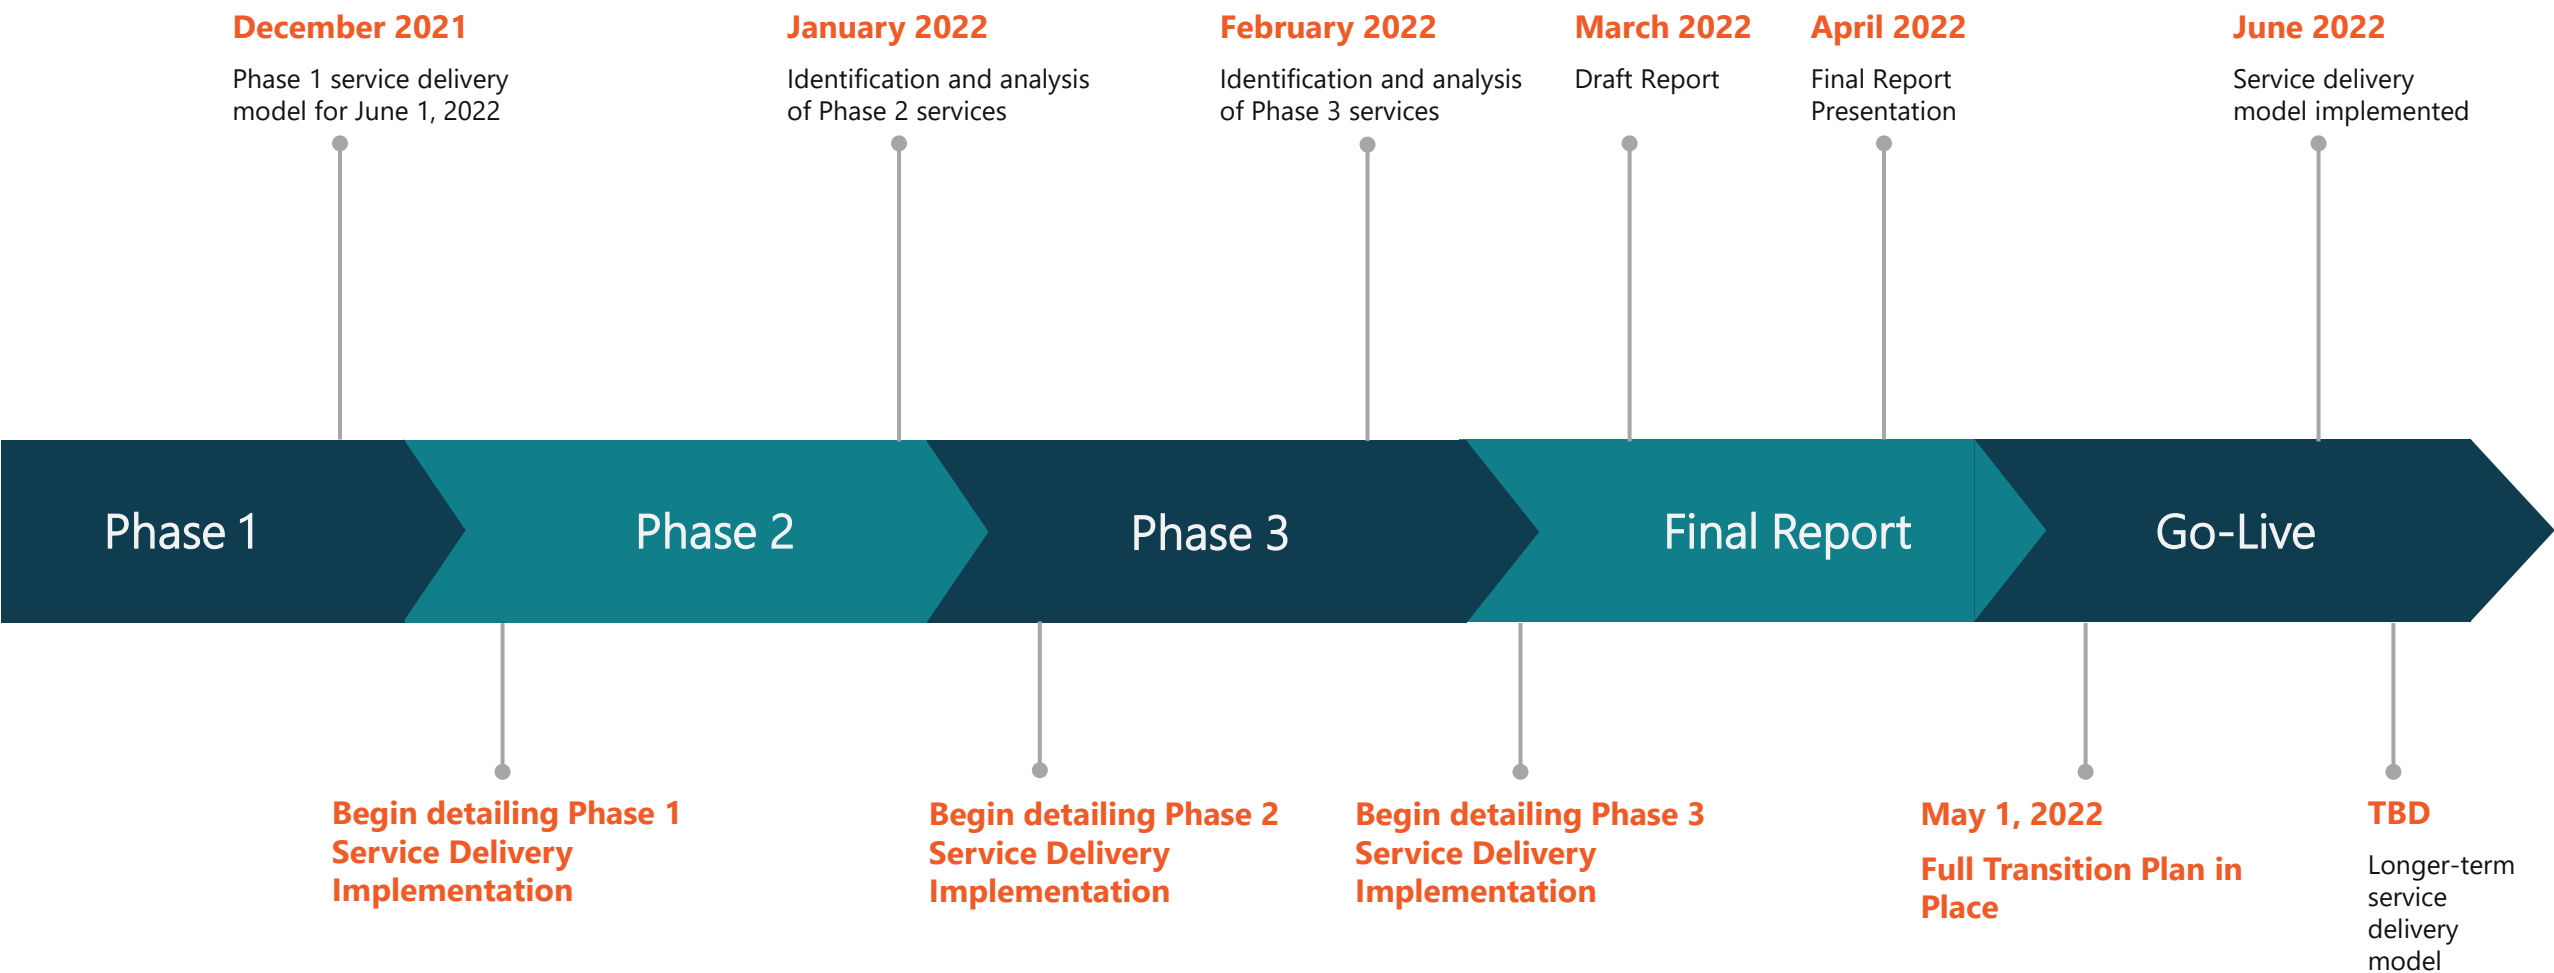 December 2021
Phase 1 service delivery
model for June 1, 2022
January 2022
Identification and analysis
of Phase 2 services
February 2022
Identification and analysis
of Phase 3 services
March 2022
Draft Report
April 2022
Final Report
Presentation
June 2022
Service delivery
model implemented
Phase 1
Phase 2
Phase 3
Final Report
Go-Live
Begin detailing Phase 1
Service Delivery
Implementation
Begin detailing Phase 2
Service Delivery
Implementation
Begin detailing Phase 3
Service Delivery
Implementation
May 1, 2022
Full Transition Plan in
Place
TBD
Longer-term
service
delivery
model